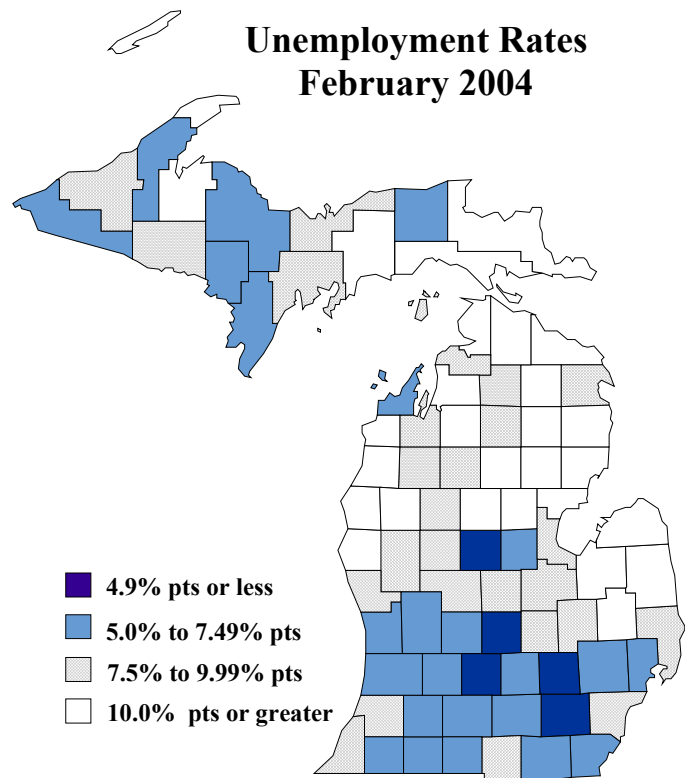 Unemployment Rates
February 2004
4.9% pts or less
5.0% to 7.49% pts
7.5% to 9.99% pts
10.0% pts or greater